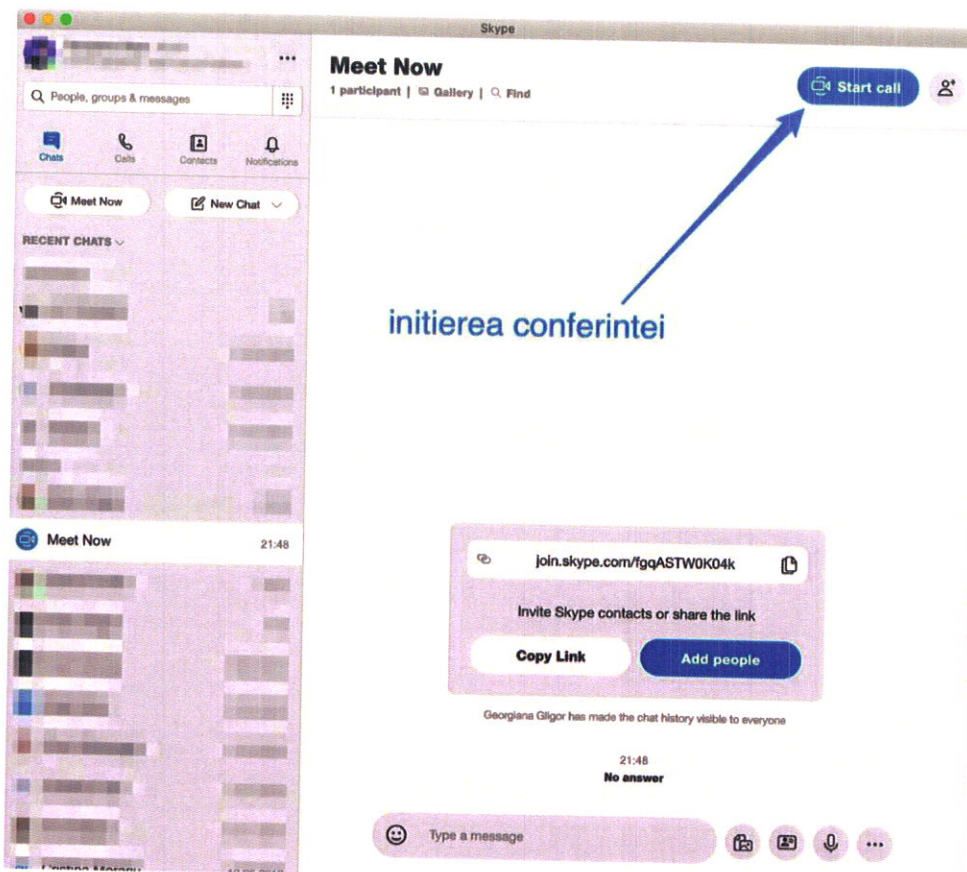 Skype
People, groups & messages
Chats
Calls
Contacts
Notifications
Meet Now
New Chat
RECENT CHATS
Meet Now
21:48
Meet Now
1 participant | Gallery | Find
Start call
initierea conferintei
join.skype.com/fgqASTW0K04k
Invite Skype contacts or share the link
Copy Link
Add people
Georgiana Gligor has made the chat history visible to everyone
21:48
No answer
Type a message